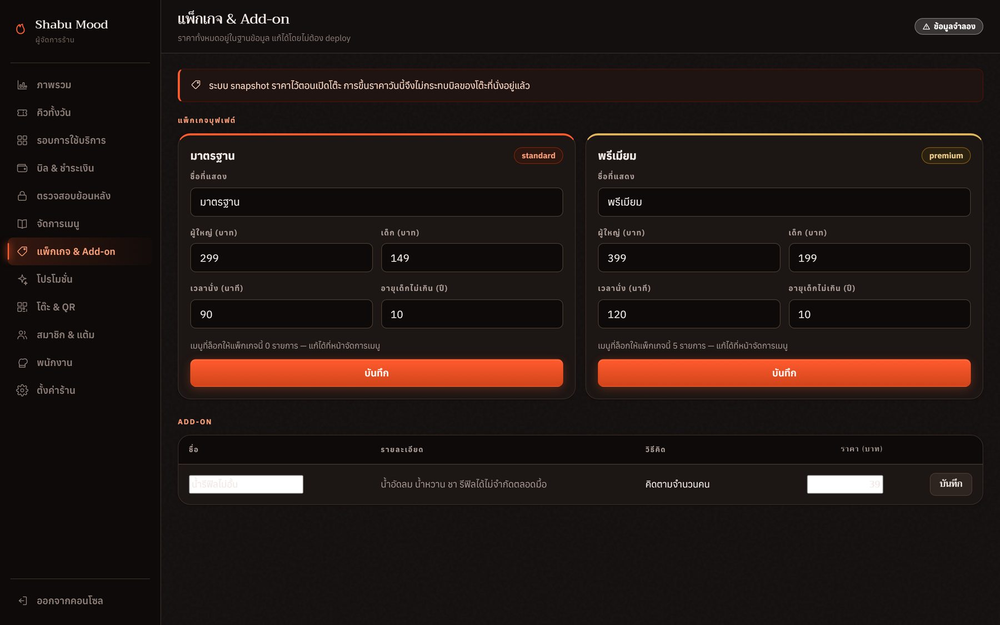 Shabu Mood
ผู้จัดการร้าน
ภาพรวม
คิวทั้งวัน
รอบการใช้บริการ
บิล & ชำระเงิน
ตรวจสอบย้อนหลัง
จัดการเมนู
แพ็กเกจ & Add-on
โปรโมชั่น
โต๊ะ & QR
สมาชิก & แต้ม
พนักงาน
ตั้งค่าร้าน
ออกจากคอนโซล
แพ็กเกจ & Add-on
ราคาทั้งหมดอยู่ในฐานข้อมูล แก้ได้โดยไม่ต้อง deploy
ข้อมูลจำลอง
ระบบ snapshot ราคาไว้ตอนเปิดโต๊ะ การขึ้นราคาวันนี้จึงไม่กระทบบิลของโต๊ะที่นั่งอยู่แล้ว
แพ็กเกจบุฟเฟต์
มาตรฐาน standard
ชื่อที่แสดง
มาตรฐาน
ผู้ใหญ่ (บาท) เด็ก (บาท)
299 149
เวลานั่ง (นาที) อายุเด็กไม่เกิน (ปี)
90 10
เมนูที่ล็อกให้แพ็กเกจนี้ 0 รายการ — แก้ได้ที่หน้าจัดการเมนู
บันทึก
พรีเมียม premium
ชื่อที่แสดง
พรีเมียม
ผู้ใหญ่ (บาท) เด็ก (บาท)
399 199
เวลานั่ง (นาที) อายุเด็กไม่เกิน (ปี)
120 10
เมนูที่ล็อกให้แพ็กเกจนี้ 5 รายการ — แก้ได้ที่หน้าจัดการเมนู
บันทึก
ADD-ON
ชื่อ รายละเอียด วิธีคิด ราคา (บาท)
น้ำรีฟิลไม่อั้น น้ำอัดลม น้ำหวาน ชา รีฟิลได้ไม่จำกัดตลอดมื้อ คิดตามจำนวนคน 39 บันทึก